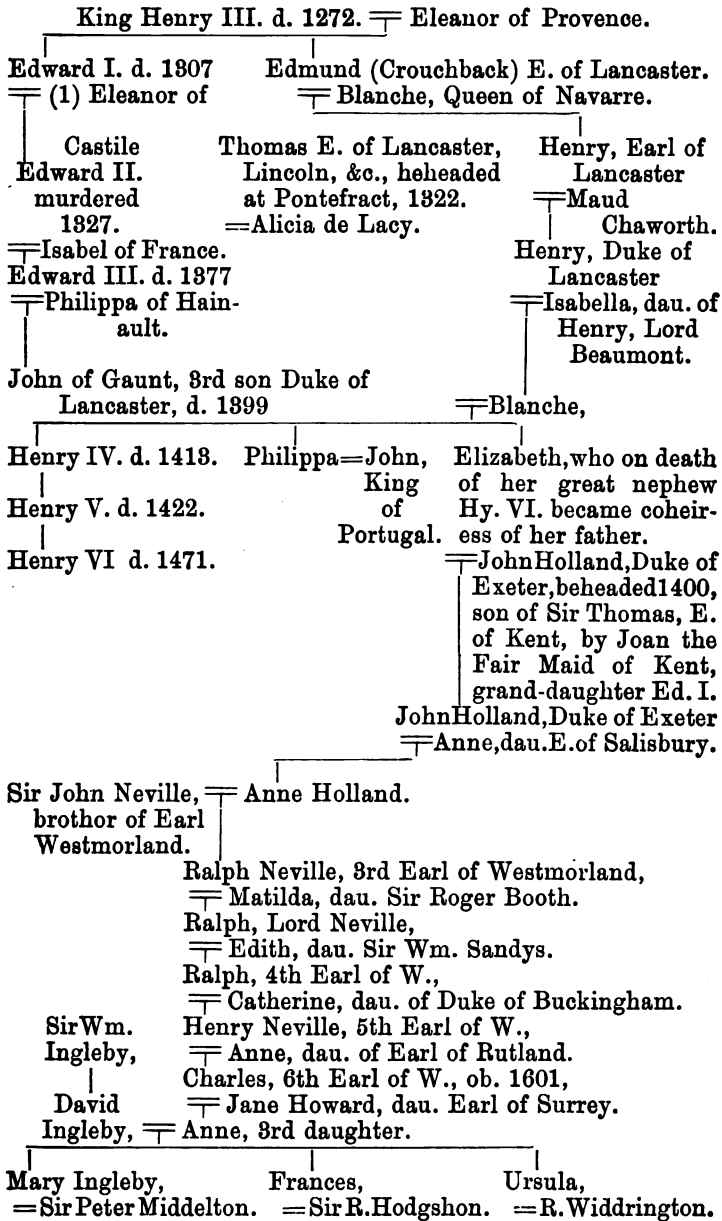 King Henry III. d. 1272. = Eleanor of Provence.
Edward I. d. 1307 Edmund (Crouchback) E. of Lancaster.
= (1) Eleanor of = Blanche, Queen of Navarre.
Castile Thomas E. of Lancaster, Henry, Earl of
Edward II. Lincoln, &c., heheaded Lancaster
murdered at Pontefract, 1322. =Maud
1327. =Alicia de Lacy. Chaworth.
=Isabel of France. Henry, Duke of
Edward III. d. 1377 Lancaster
=Philippa of Hain- =Isabella, dau. of
ault. Henry, Lord
Beaumont.
John of Gaunt, 3rd son Duke of
Lancaster, d. 1399 =Blanche,
Henry IV. d. 1413. Philippa=John, Elizabeth,who on death
King of her great nephew
Henry V. d. 1422. of Hy. VI. became coheir-
Portugal. ess of her father.
Henry VI d. 1471. =JohnHolland,Duke of
Exeter,beheaded1400,
son of Sir Thomas, E.
of Kent, by Joan the
Fair Maid of Kent,
grand-daughter Ed. I.
JohnHolland,Duke of Exeter
=Anne,dau.E.of Salisbury.
Sir John Neville, = Anne Holland.
brothor of Earl
Westmorland.
Ralph Neville, 3rd Earl of Westmorland,
= Matilda, dau. Sir Roger Booth.
Ralph, Lord Neville,
= Edith, dau. Sir Wm. Sandys.
Ralph, 4th Earl of W.,
= Catherine, dau. of Duke of Buckingham.
Sir Wm. Henry Neville, 5th Earl of W.,
Ingleby, = Anne, dau. of Earl of Rutland.
Charles, 6th Earl of W., ob. 1601,
David = Jane Howard, dau. Earl of Surrey.
Ingleby, = Anne, 3rd daughter.
Mary Ingleby, Frances, Ursula,
=Sir Peter Middelton. =Sir R.Hodgshon. =R.Widdrington.